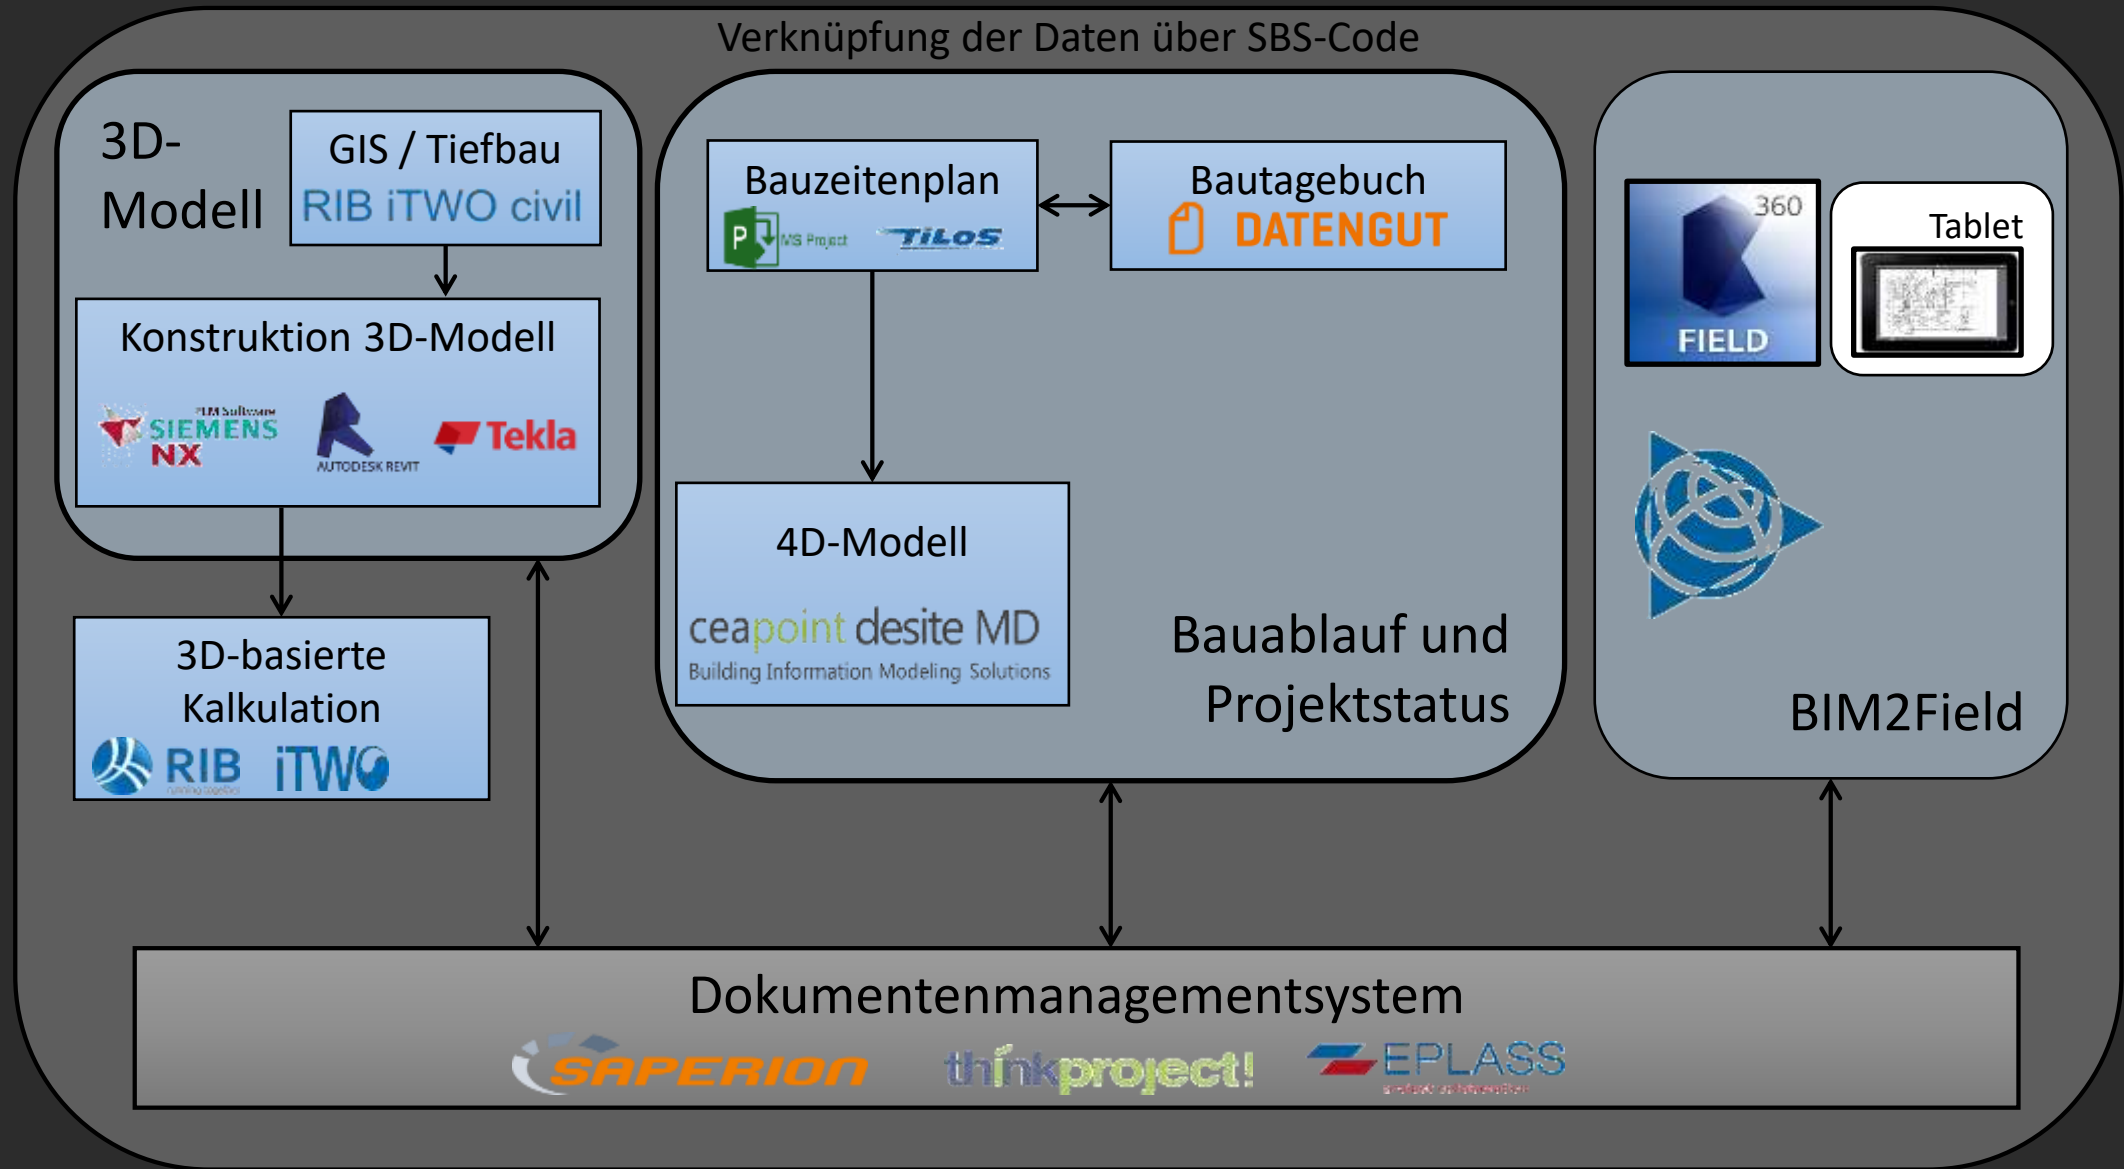 Verknüpfung der Daten über SBS-Code
3D-
Modell
GIS / Tiefbau
RIB iTWO civil
Konstruktion 3D-Modell
PLM Software
SIEMENS
NX
AUTODESK REVIT
Tekla
3D-basierte
Kalkulation
RIB
running together
iTWO
Bauzeitenplan
P
MS Project
TILOS
Bautagebuch
DATENGUT
4D-Modell
ceapoint desite MD
Building Information Modeling Solutions
Bauablauf und
Projektstatus
360
FIELD
Tablet
BIM2Field
Dokumentenmanagementsystem
SAPERION
thinkproject!
EPLASS